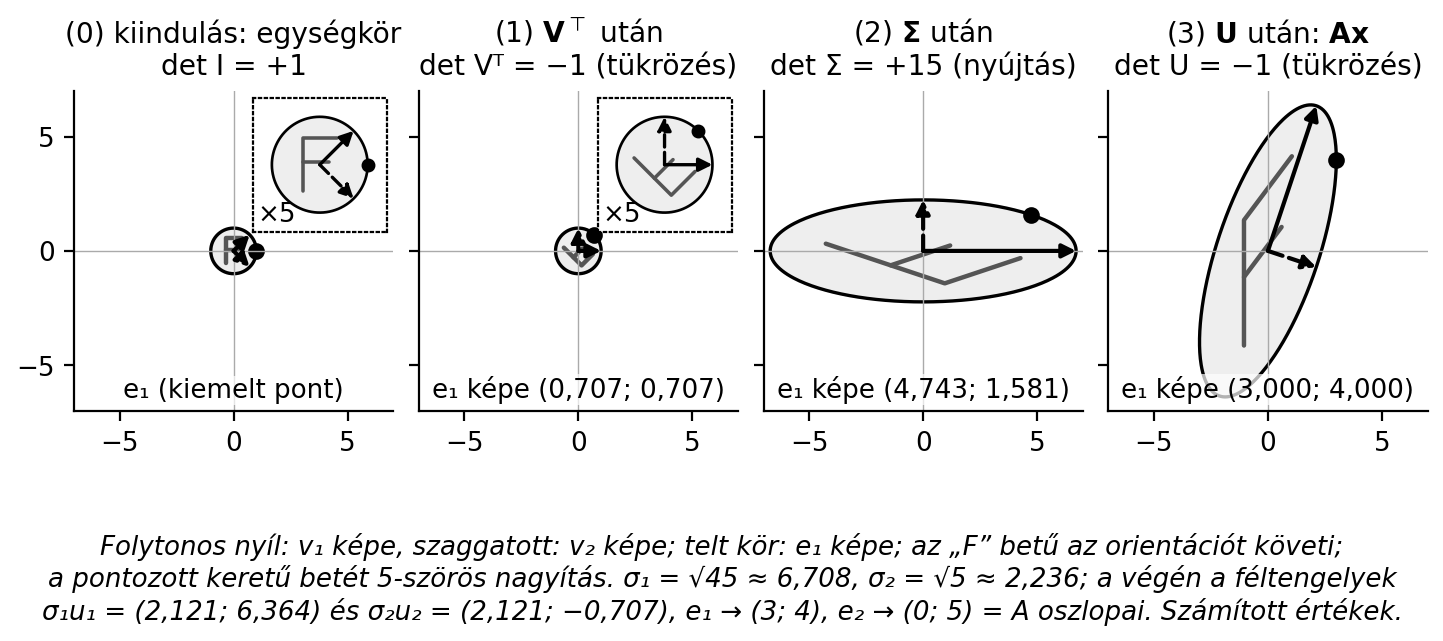 (0) kiindulás: egységkör
det I = +1
(1) V⊤ után
det Vᵀ = −1 (tükrözés)
(2) Σ után
det Σ = +15 (nyújtás)
(3) U után: Ax
det U = −1 (tükrözés)
5
0
−5
×5
×5
e₁ (kiemelt pont)
e₁ képe (0,707; 0,707)
e₁ képe (4,743; 1,581)
e₁ képe (3,000; 4,000)
−5 0 5
−5 0 5
−5 0 5
−5 0 5
Folytonos nyíl: v₁ képe, szaggatott: v₂ képe; telt kör: e₁ képe; az „F” betű az orientációt követi;
a pontozott keretű betét 5-szörös nagyítás. σ₁ = √45 ≈ 6,708, σ₂ = √5 ≈ 2,236; a végén a féltengelyek
σ₁u₁ = (2,121; 6,364) és σ₂u₂ = (2,121; −0,707), e₁ → (3; 4), e₂ → (0; 5) = A oszlopai. Számított értékek.